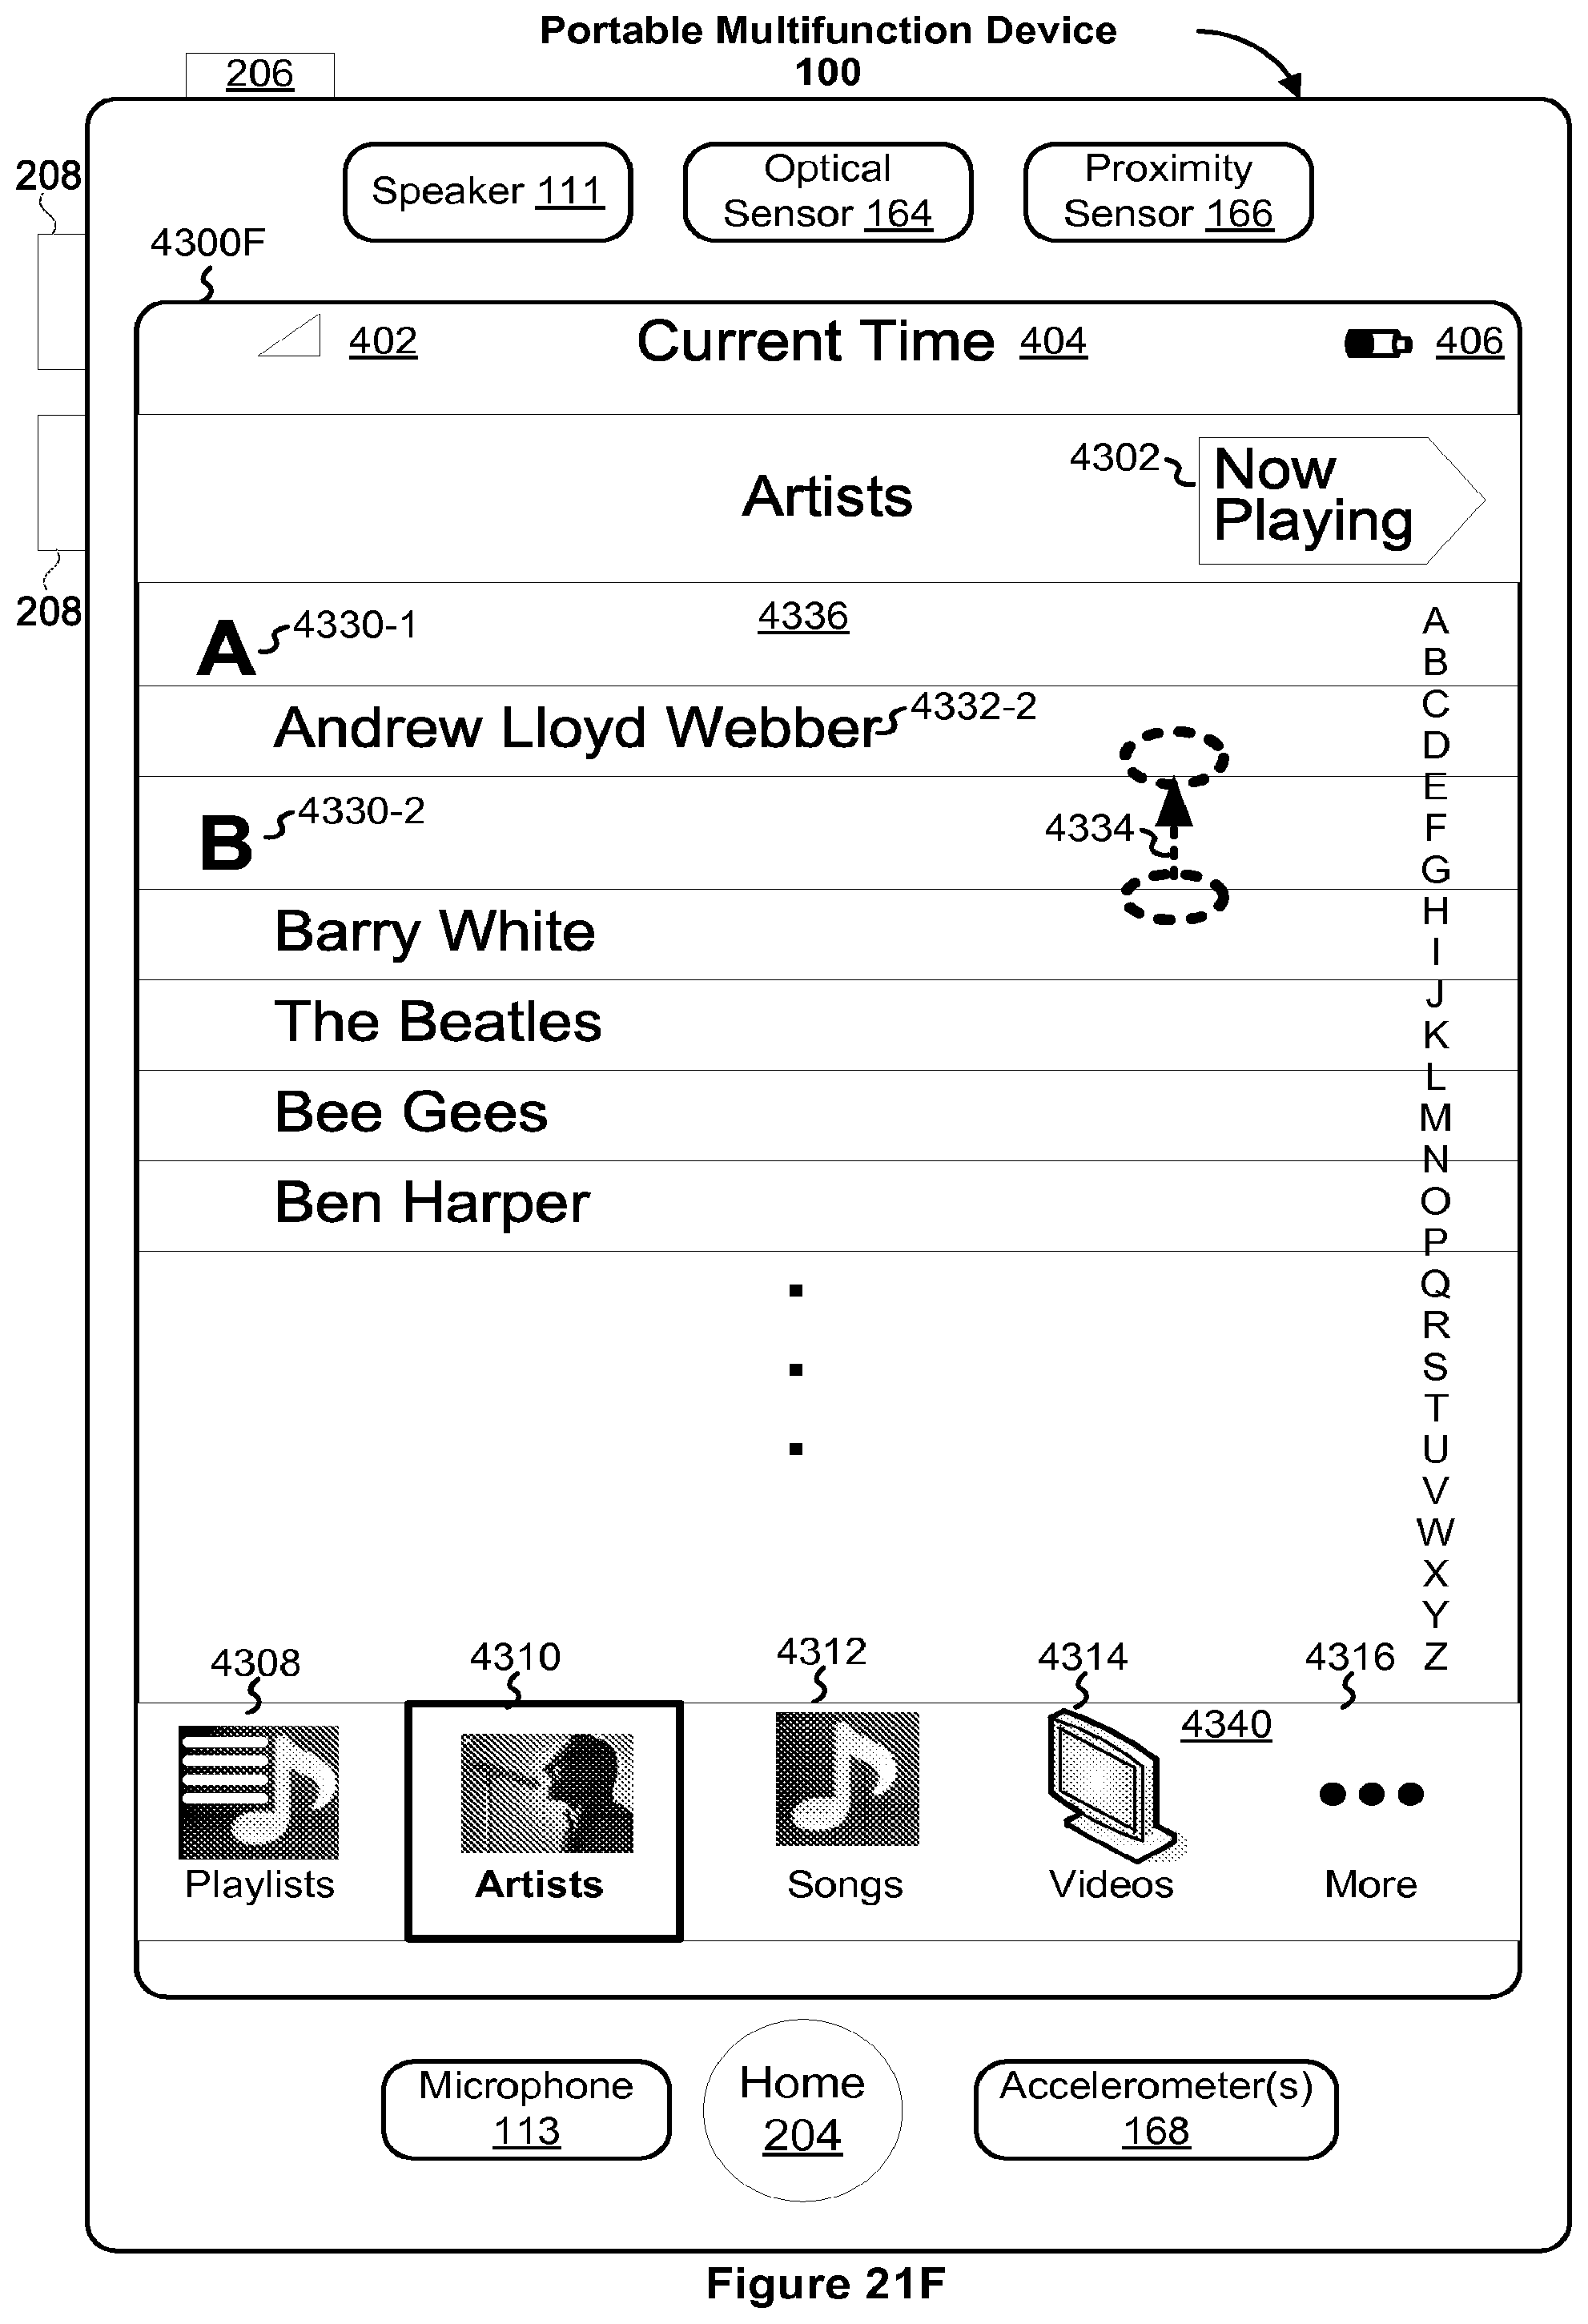 Portable Multifunction Device
100
206
208
Speaker 111
Optical
Sensor 164
Proximity
Sensor 166
4300F
402
Current Time 404
406
Artists
4302
Now
Playing
208
A
4330-1
4336
Andrew Lloyd Webber
4332-2
B
4330-2
4334
Barry White
The Beatles
Bee Gees
Ben Harper
A
B
C
D
E
F
G
H
I
J
K
L
M
N
O
P
Q
R
S
T
U
V
W
X
Y
Z
4308
4310
4312
4314
4316
4340
Playlists
Artists
Songs
Videos
More
Microphone
113
Home
204
Accelerometer(s)
168
Figure 21F